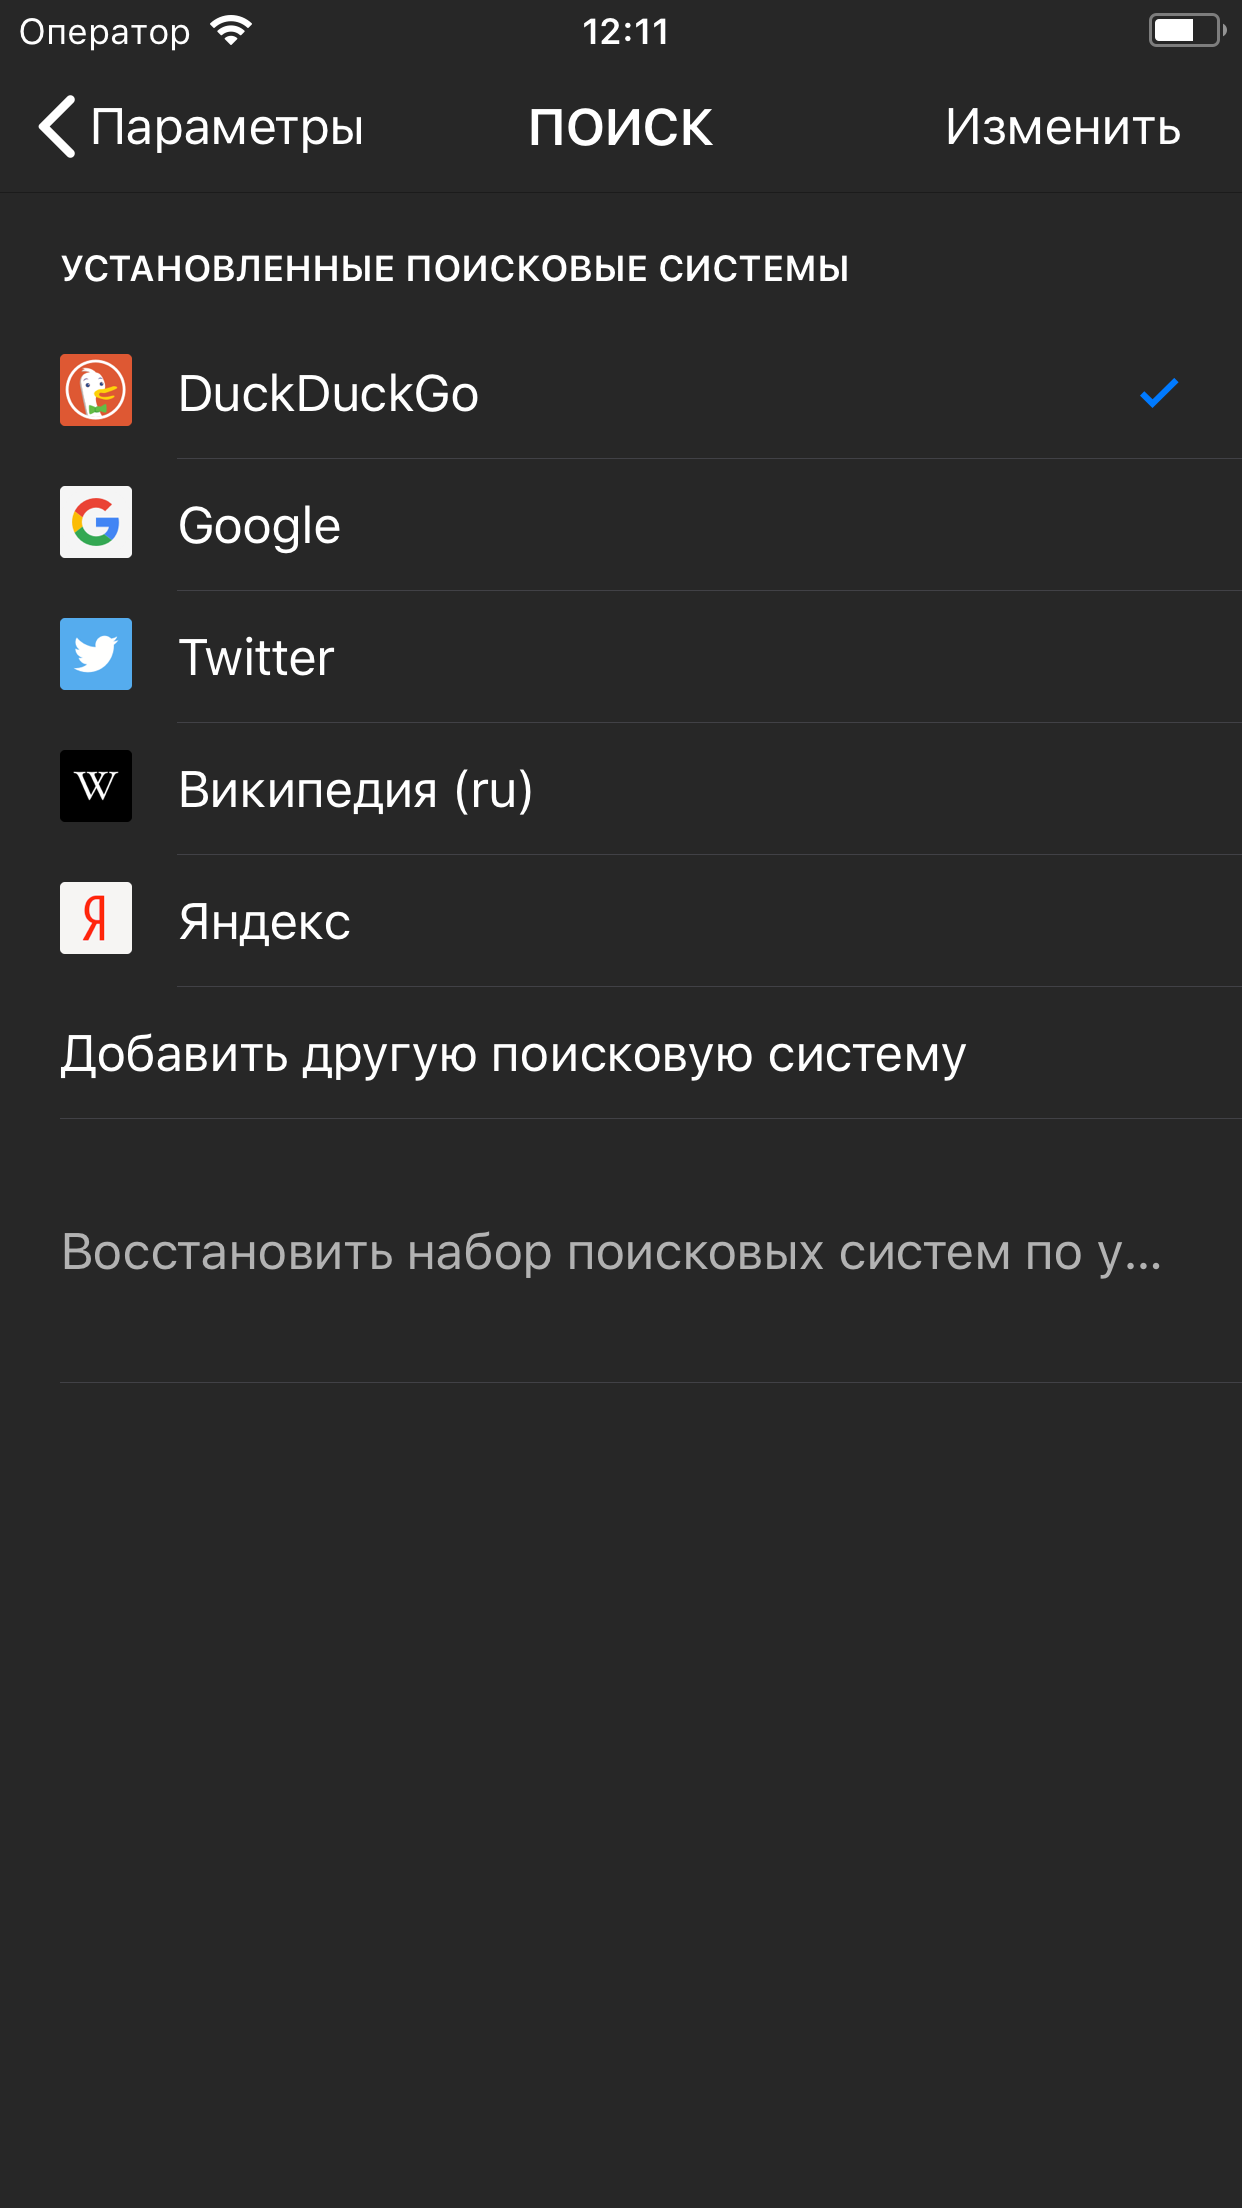 Оператор 12:11
Параметры ПОИСК Изменить
УСТАНОВЛЕННЫЕ ПОИСКОВЫЕ СИСТЕМЫ
DuckDuckGo
Google
Twitter
W Википедия (ru)
Я Яндекс
Добавить другую поисковую систему
Восстановить набор поисковых систем по у...